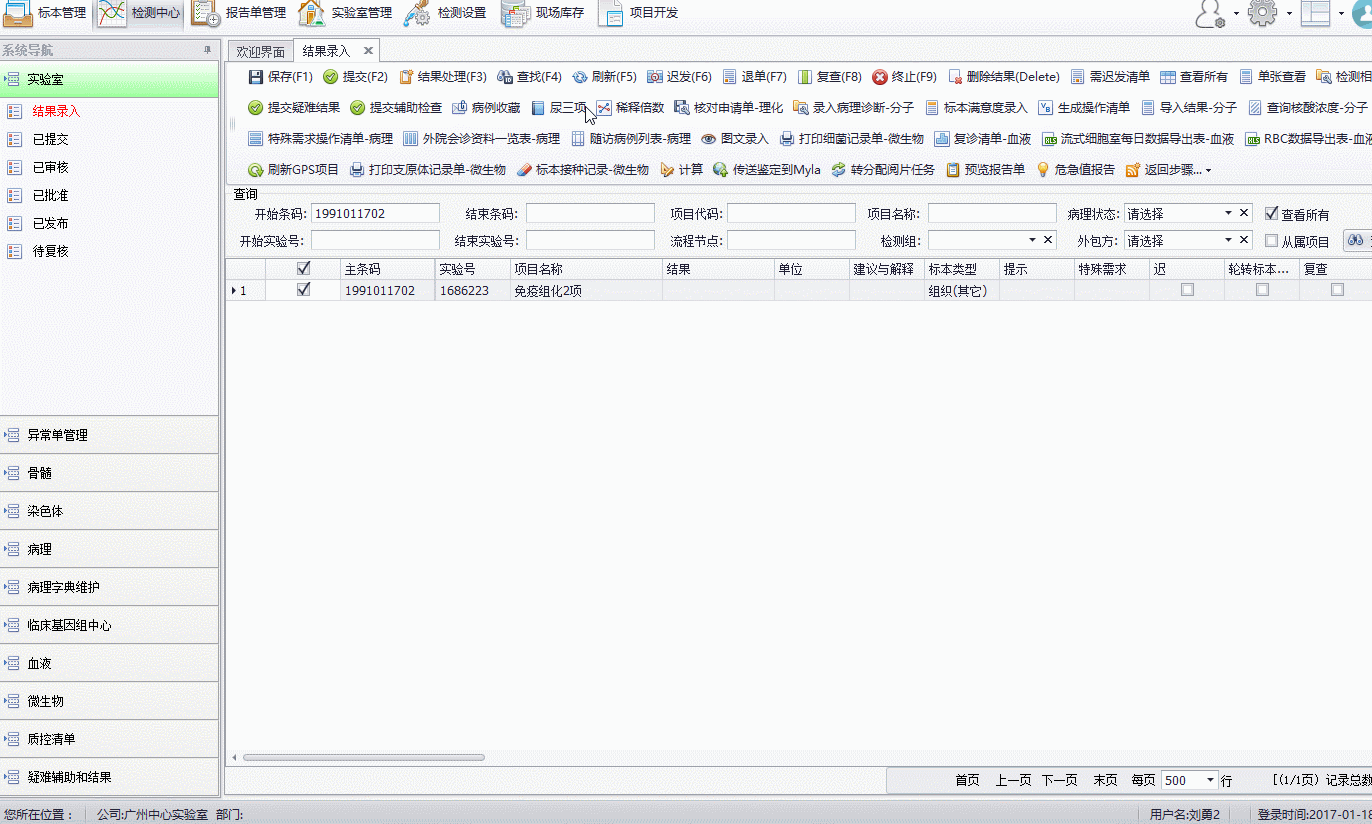 标本管理 检测中心 报告单管理 实验室管理 检测设置 现场库存 项目开发
系统导航
实验室
结果录入
已提交
已审核
已批准
已发布
待复核
异常单管理
骨髓
染色体
病理
病理字典维护
临床基因组中心
血液
微生物
质控清单
疑难辅助和结果
欢迎界面 结果录入
保存(F1) 提交(F2) 结果处理(F3) 查找(F4) 刷新(F5) 迟发(F6) 退单(F7) 复查(F8) 终止(F9) 删除结果(Delete) 需迟发清单 查看所有 单张查看 检测相
提交疑难结果 提交辅助检查 病例收藏 尿三项 稀释倍数 核对申请单-理化 录入病理诊断-分子 标本满意度录入 生成操作清单 导入结果-分子 查询核酸浓度-分子
特殊需求操作清单-病理 外院会诊资料一览表-病理 随访病例列表-病理 图文录入 打印细菌记录单-微生物 复诊清单-血液 流式细胞室每日数据导出表-血液 RBC数据导出表-血液
刷新GPS项目 打印支原体记录单-微生物 标本接种记录-微生物 计算 传送鉴定到Myla 转分配阅片任务 预览报告单 危急值报告 返回步骤...
查询
开始条码: 1991011702 结束条码: 项目代码: 项目名称: 病理状态: 请选择 查看所有
开始实验号: 结束实验号: 流程节点: 检测组: 外包方: 请选择 从属项目
主条码 实验号 项目名称 结果 单位 建议与解释 标本类型 提示 特殊需求 迟 轮转标本... 复查
1 1991011702 1686223 免疫组化2项 组织(其它)
首页 上一页 下一页 末页 每页 500 行 [(1/1页) 记录总数
您所在位置: 公司:广州中心实验室 部门: 用户名:刘勇2 登录时间:2017-01-18